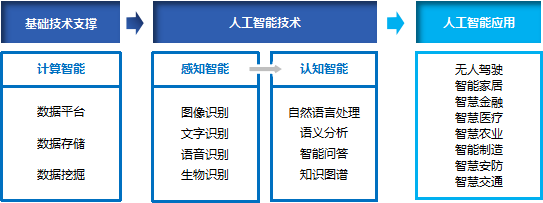 基础技术支撑
人工智能技术
人工智能应用
计算智能
数据平台
数据存储
数据挖掘
感知智能
图像识别
文字识别
语音识别
生物识别
认知智能
自然语言处理
语义分析
智能问答
知识图谱
无人驾驶
智能家居
智慧金融
智慧医疗
智慧农业
智能制造
智慧安防
智慧交通